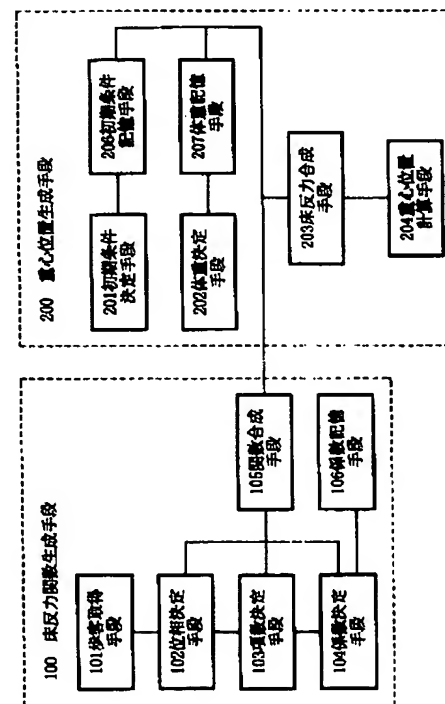 100 床反力関数生成手段
101歩容取得
手段
102位相決定
手段
103項数決定
手段
104係数決定
手段
105関数合成
手段
106係数記憶
手段
200 重心位置生成手段
201初期条件
決定手段
202体重決定
手段
206初期条件
記憶手段
207体重記憶
手段
203床反力合成
手段
204重心位置
計算手段